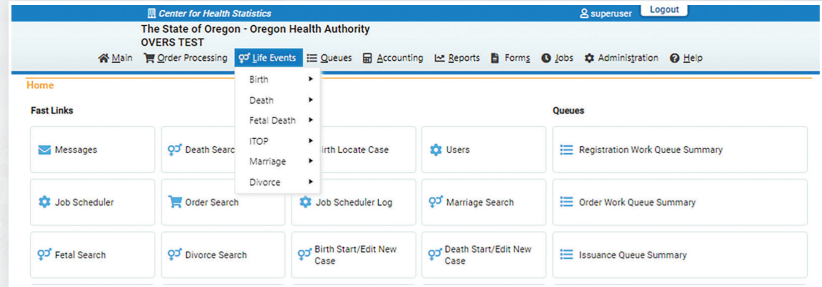 Center for Health Statistics
superuser
Logout
The State of Oregon - Oregon Health Authority
OVERS TEST
Main Order Processing Life Events Queues Accounting Reports Forms Jobs Administration Help
Home
Birth
Death
Fetal Death
ITOP
Marriage
Divorce
Fast Links
Queues
Messages
Death Searc
irth Locate Case
Users
Registration Work Queue Summary
Job Scheduler
Order Search
Job Scheduler Log
Marriage Search
Order Work Queue Summary
Fetal Search
Divorce Search
Birth Start/Edit New
Case
Death Start/Edit New
Case
Issuance Queue Summary